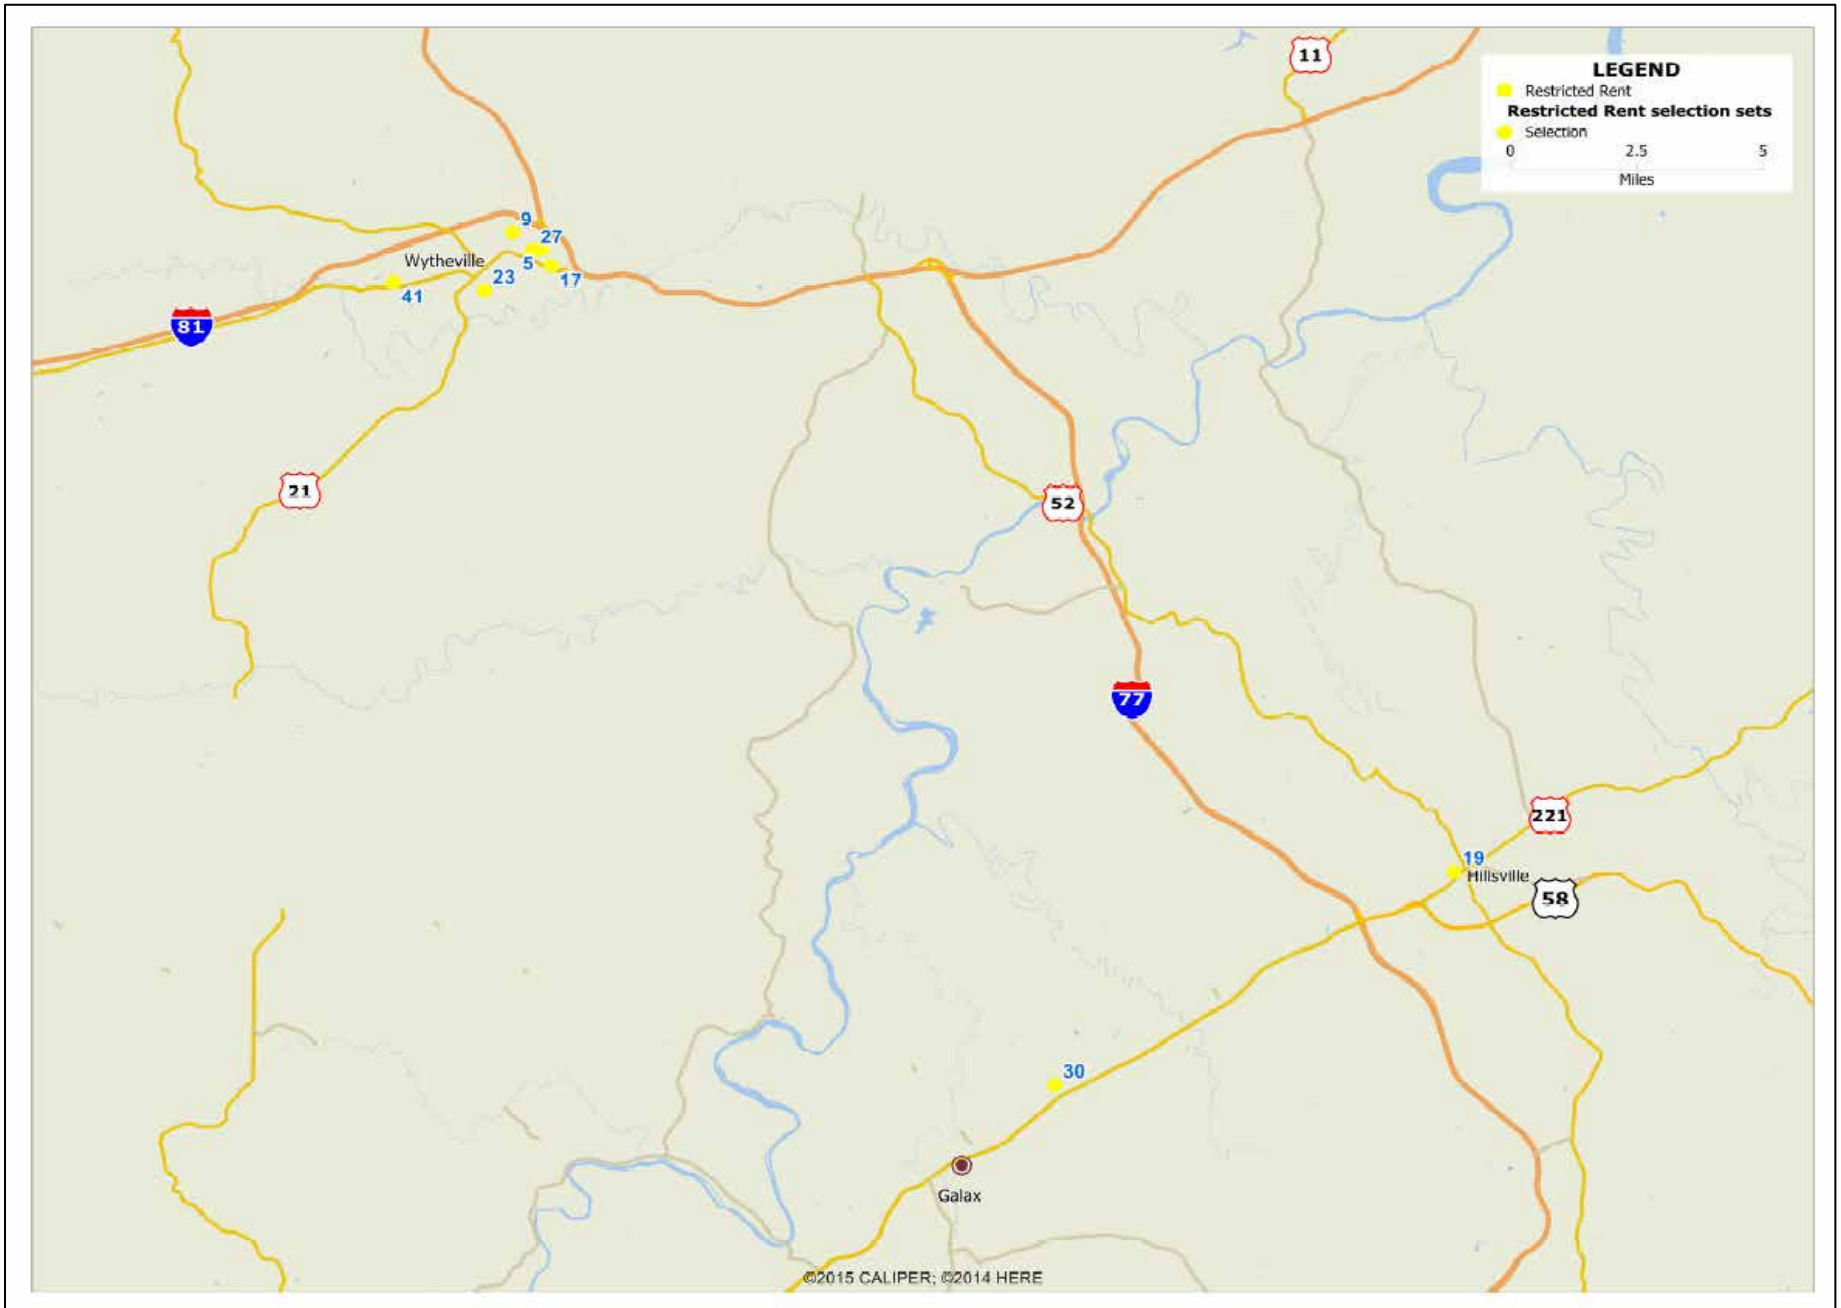 11
LEGEND
Restricted Rent
Restricted Rent selection sets
Selection
0 2.5 5
Miles
9
27
Wytheville
5
23
17
41
81
21
52
77
221
19
Hillsville
58
30
Galax
©2015 CALIPER; ©2014 HERE